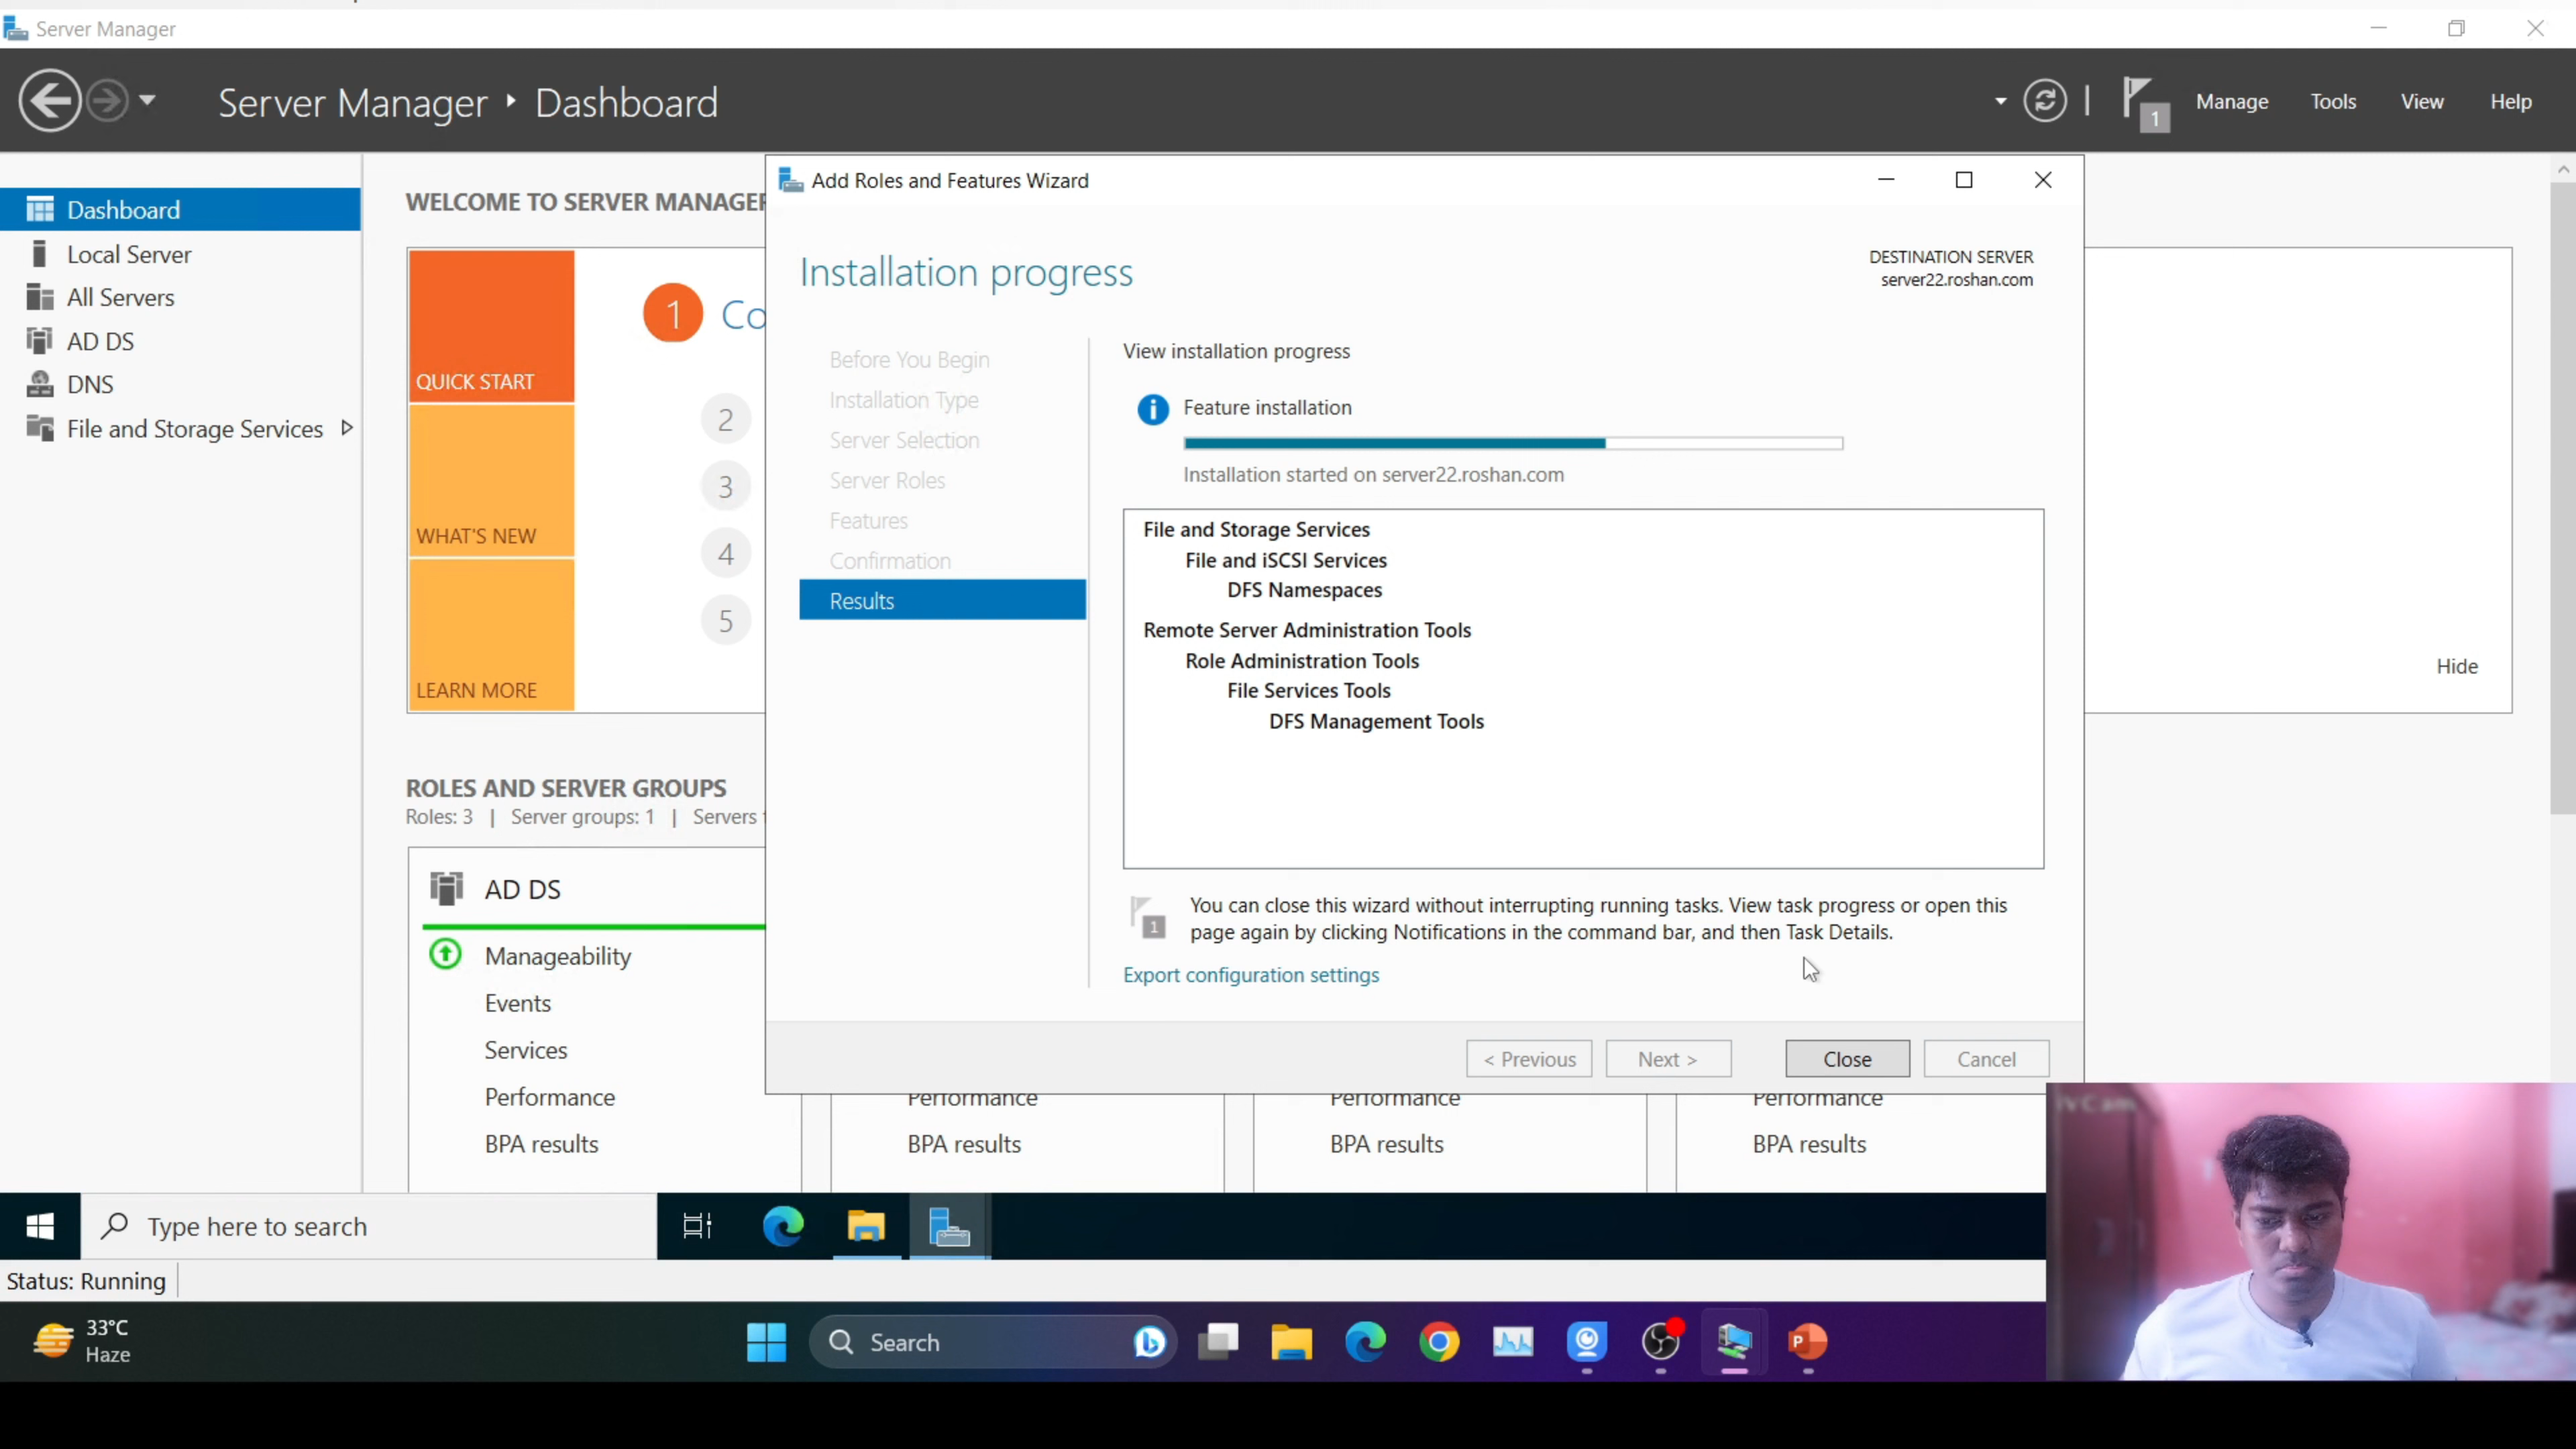 Server Manager
Server Manager Dashboard
1
Manage
Tools
View
Help
Dashboard
Local Server
All Servers
AD DS
DNS
File and Storage Services
WELCOME TO SERVER MANAGER
QUICK START
WHAT'S NEW
LEARN MORE
1 Co
2
3
4
5
Hide
ROLES AND SERVER GROUPS
Roles: 3 | Server groups: 1 | Servers
AD DS
Manageability
Events
Services
Performance
BPA results
Performance
BPA results
Performance
BPA results
Performance
BPA results
Add Roles and Features Wizard
Installation progress
DESTINATION SERVER
server22.roshan.com
Before You Begin
Installation Type
Server Selection
Server Roles
Features
Confirmation
Results
View installation progress
Feature installation
Installation started on server22.roshan.com
File and Storage Services
File and iSCSI Services
DFS Namespaces
Remote Server Administration Tools
Role Administration Tools
File Services Tools
DFS Management Tools
1
You can close this wizard without interrupting running tasks. View task progress or open this
page again by clicking Notifications in the command bar, and then Task Details.
Export configuration settings
< Previous
Next >
Close
Cancel
iVCam
Type here to search
Status: Running
33°C
Haze
Search